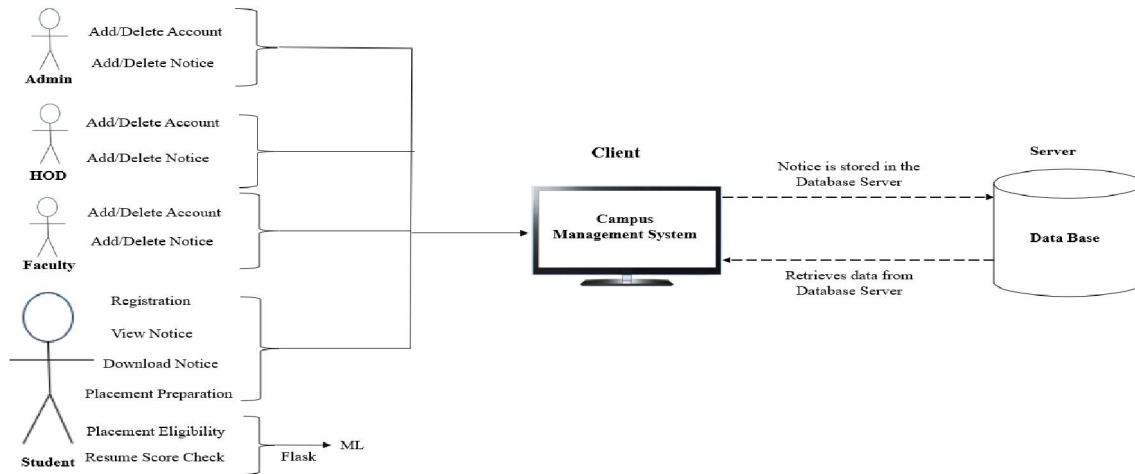 Add/Delete Account
Add/Delete Notice
Admin
Add/Delete Account
Add/Delete Notice
HOD
Add/Delete Account
Add/Delete Notice
Faculty
Registration
View Notice
Download Notice
Placement Preparation
Placement Eligibility
Resume Score Check
Student
Flask
ML
Client
Campus
Management System
Notice is stored in the
Database Server
Retrieves data from
Database Server
Server
Data Base